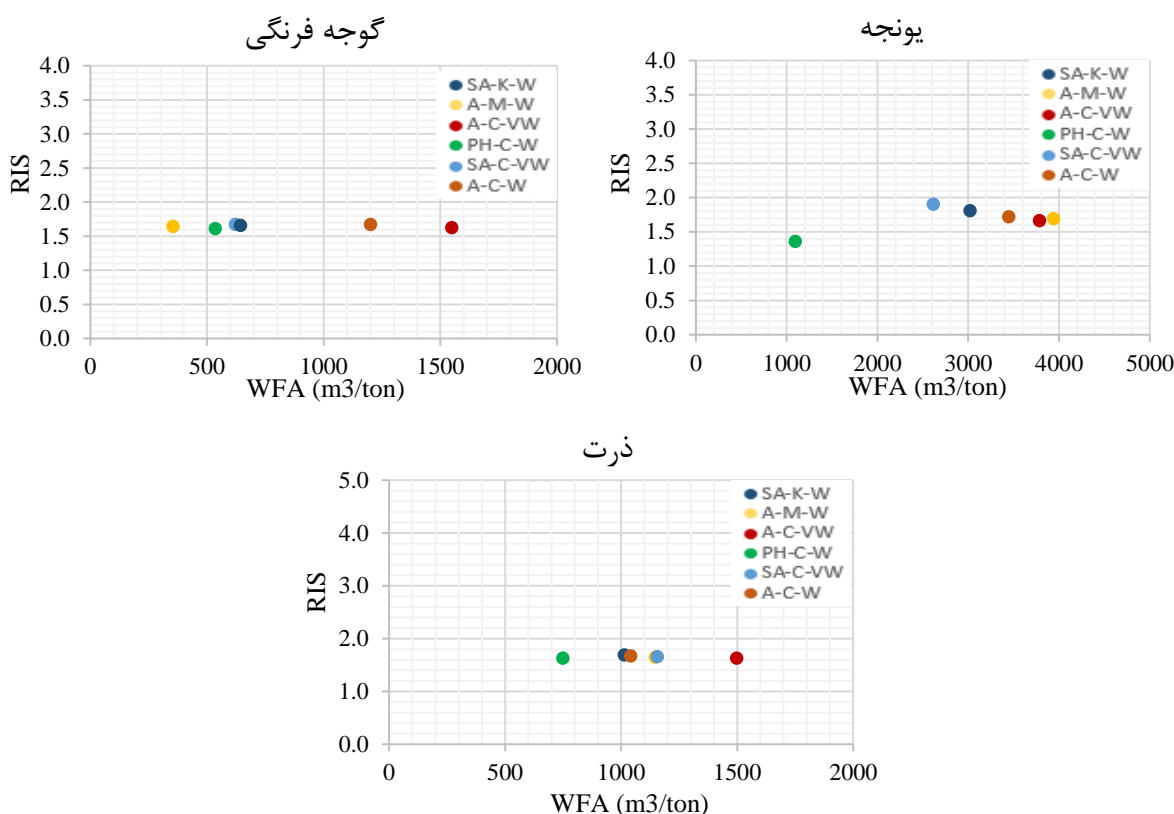 گوجه فرنگی
4.0
3.5
3.0
2.5
2.0
1.5
1.0
0.5
0.0
RIS
SA-K-W
A-M-W
A-C-VW
PH-C-W
SA-C-VW
A-C-W
0 500 1000 1500 2000
WFA (m3/ton)
یونجه
4.0
3.5
3.0
2.5
2.0
1.5
1.0
0.5
0.0
RIS
SA-K-W
A-M-W
A-C-VW
PH-C-W
SA-C-VW
A-C-W
0 1000 2000 3000 4000 5000
WFA (m3/ton)
ذرت
5.0
4.0
3.0
2.0
1.0
0.0
RIS
SA-K-W
A-M-W
A-C-VW
PH-C-W
SA-C-VW
A-C-W
0 500 1000 1500 2000
WFA (m3/ton)